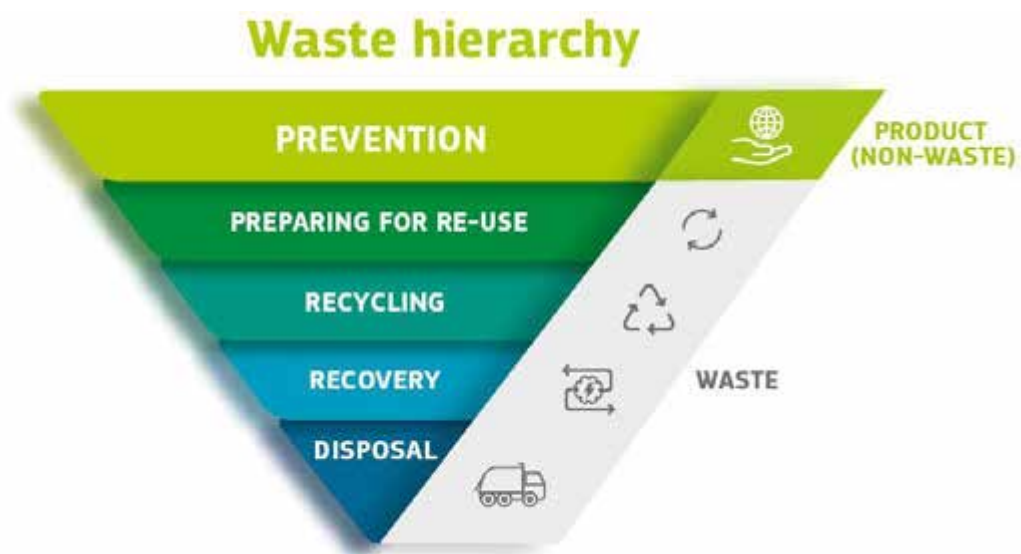 Waste hierarchy
PREVENTION
PRODUCT
(NON-WASTE)
PREPARING FOR RE-USE
RECYCLING
RECOVERY
WASTE
DISPOSAL